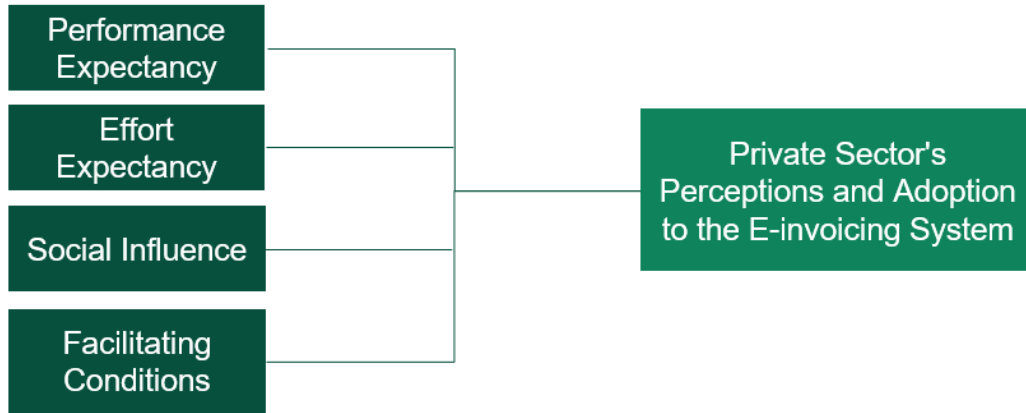 Performance
Expectancy
Effort
Expectancy
Social Influence
Facilitating
Conditions
Private Sector's
Perceptions and Adoption
to the E-invoicing System